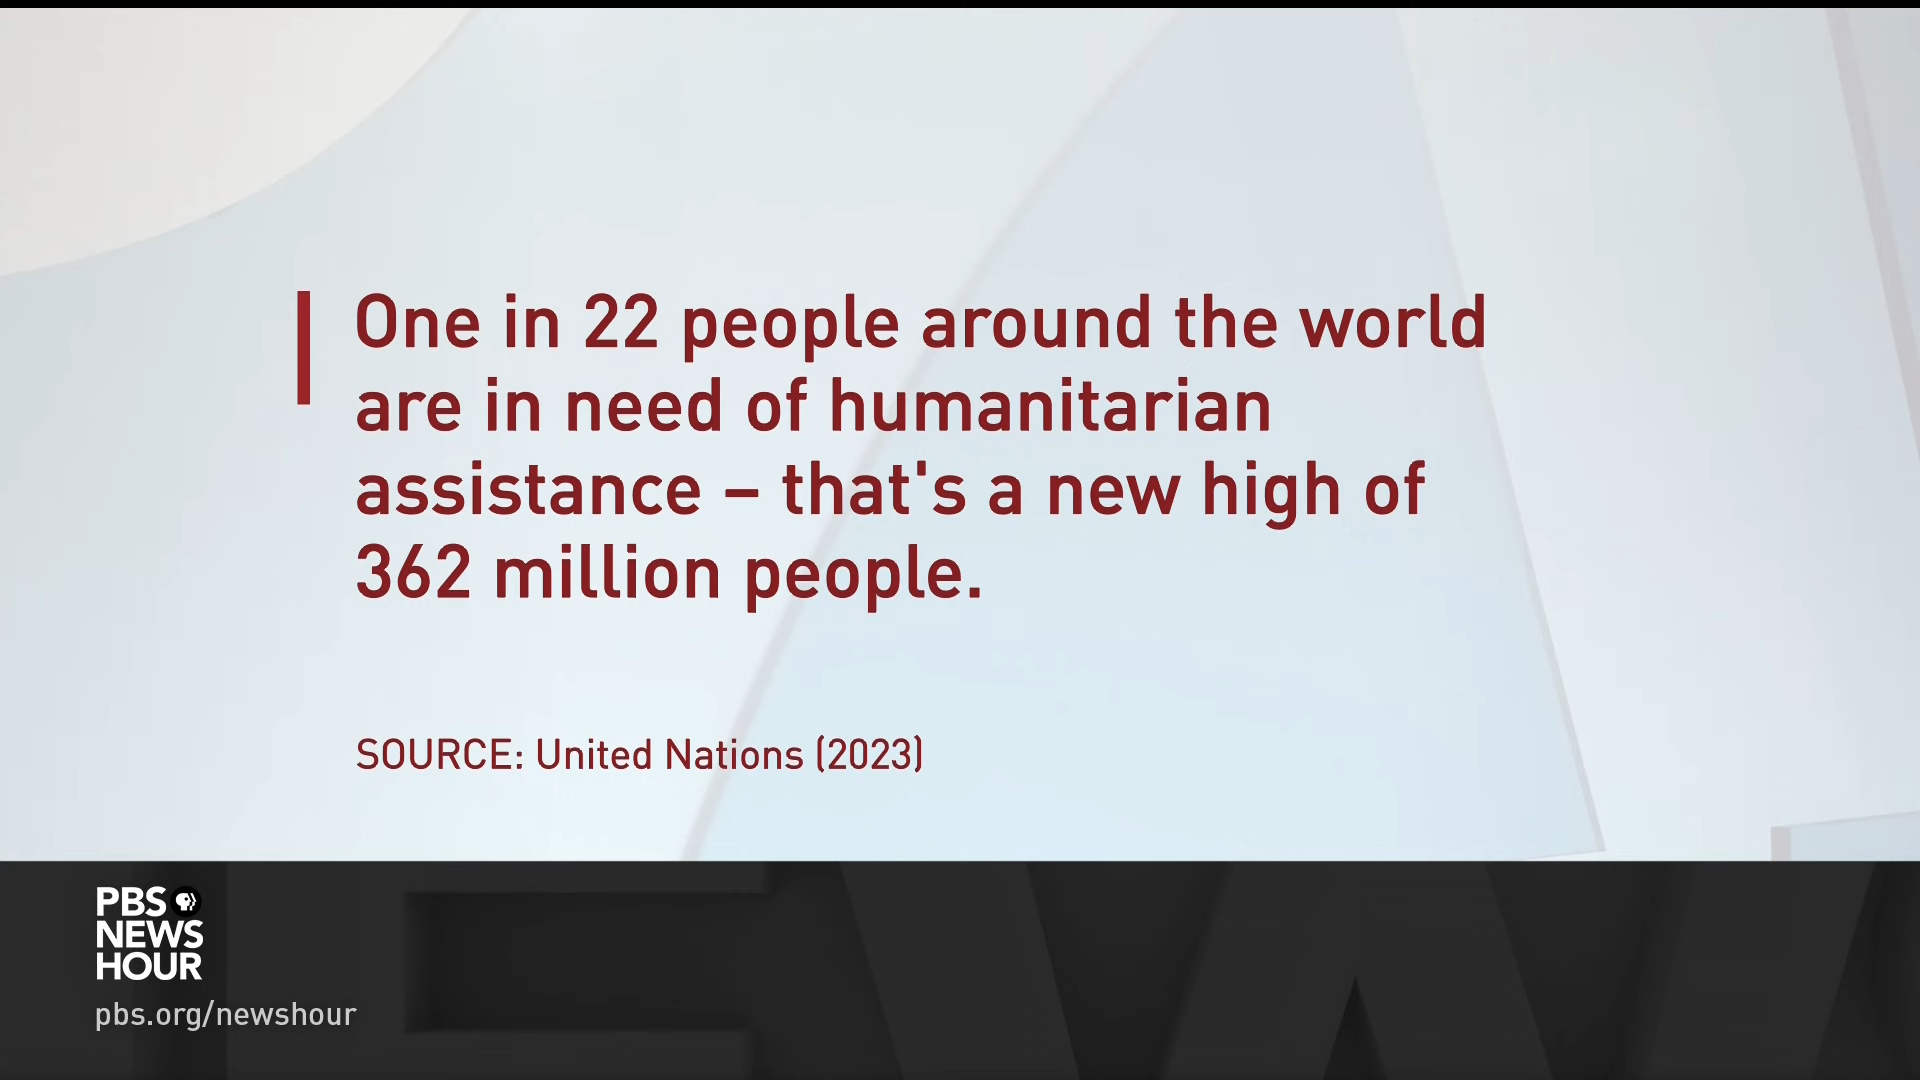 One in 22 people around the world
are in need of humanitarian
assistance – that's a new high of
362 million people.
SOURCE: United Nations (2023)
PBS
NEWS
HOUR
pbs.org/newshour